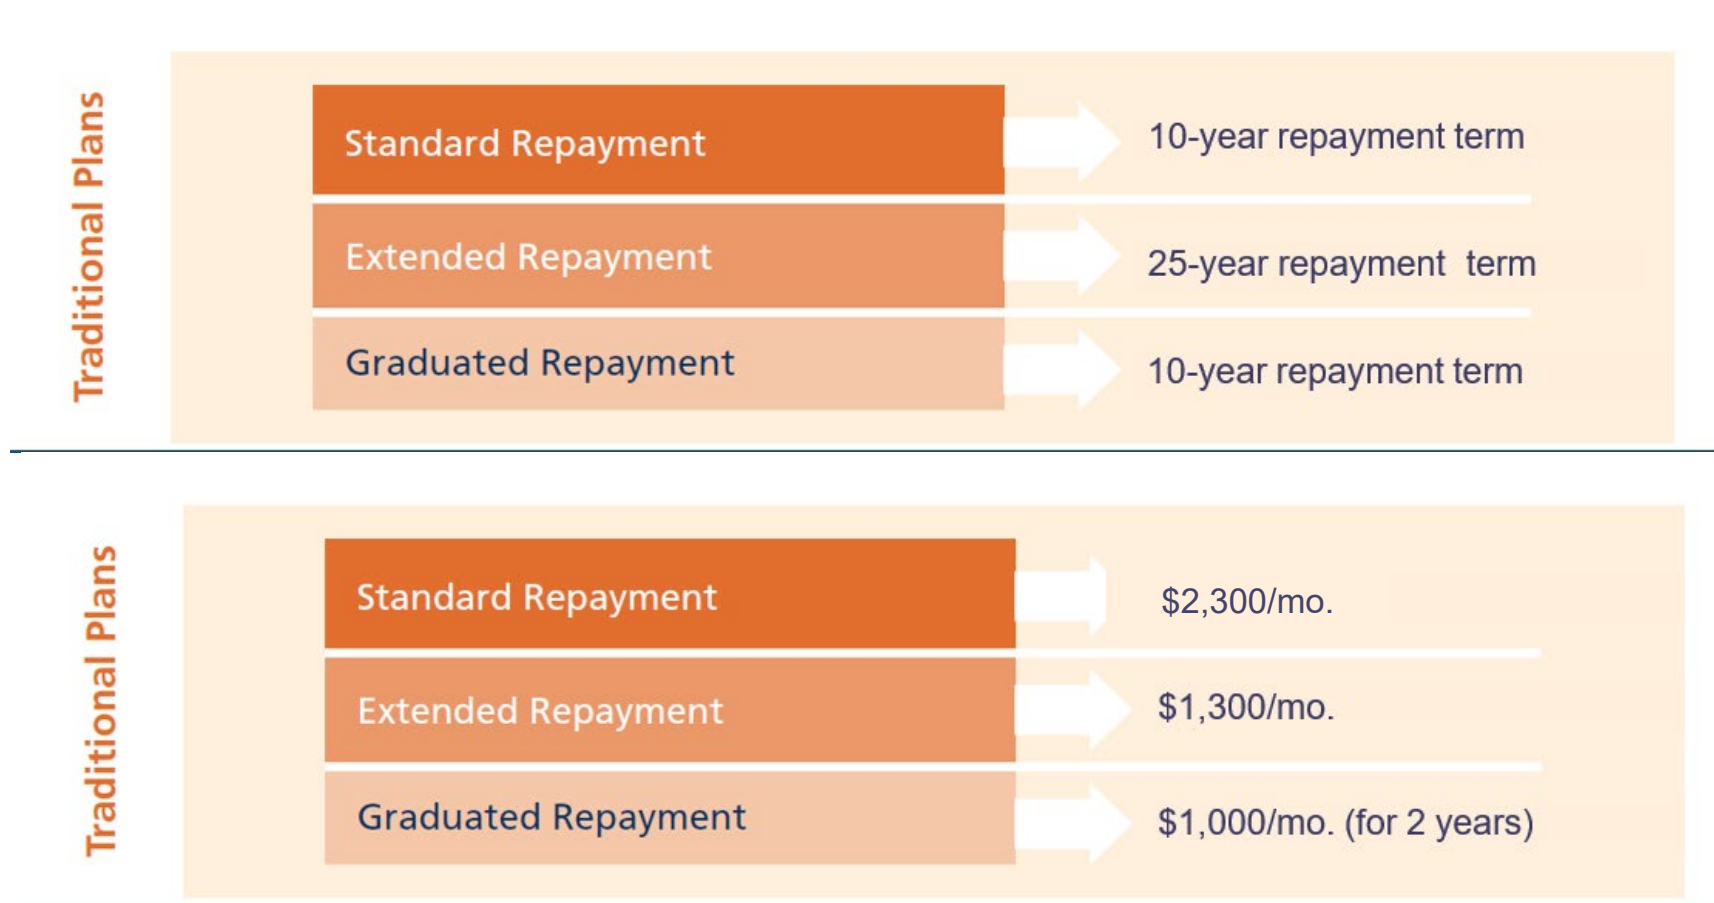 Traditional Plans
Standard Repayment
10-year repayment term
Extended Repayment
25-year repayment term
Graduated Repayment
10-year repayment term
Traditional Plans
Standard Repayment
$2,300/mo.
Extended Repayment
$1,300/mo.
Graduated Repayment
$1,000/mo. (for 2 years)